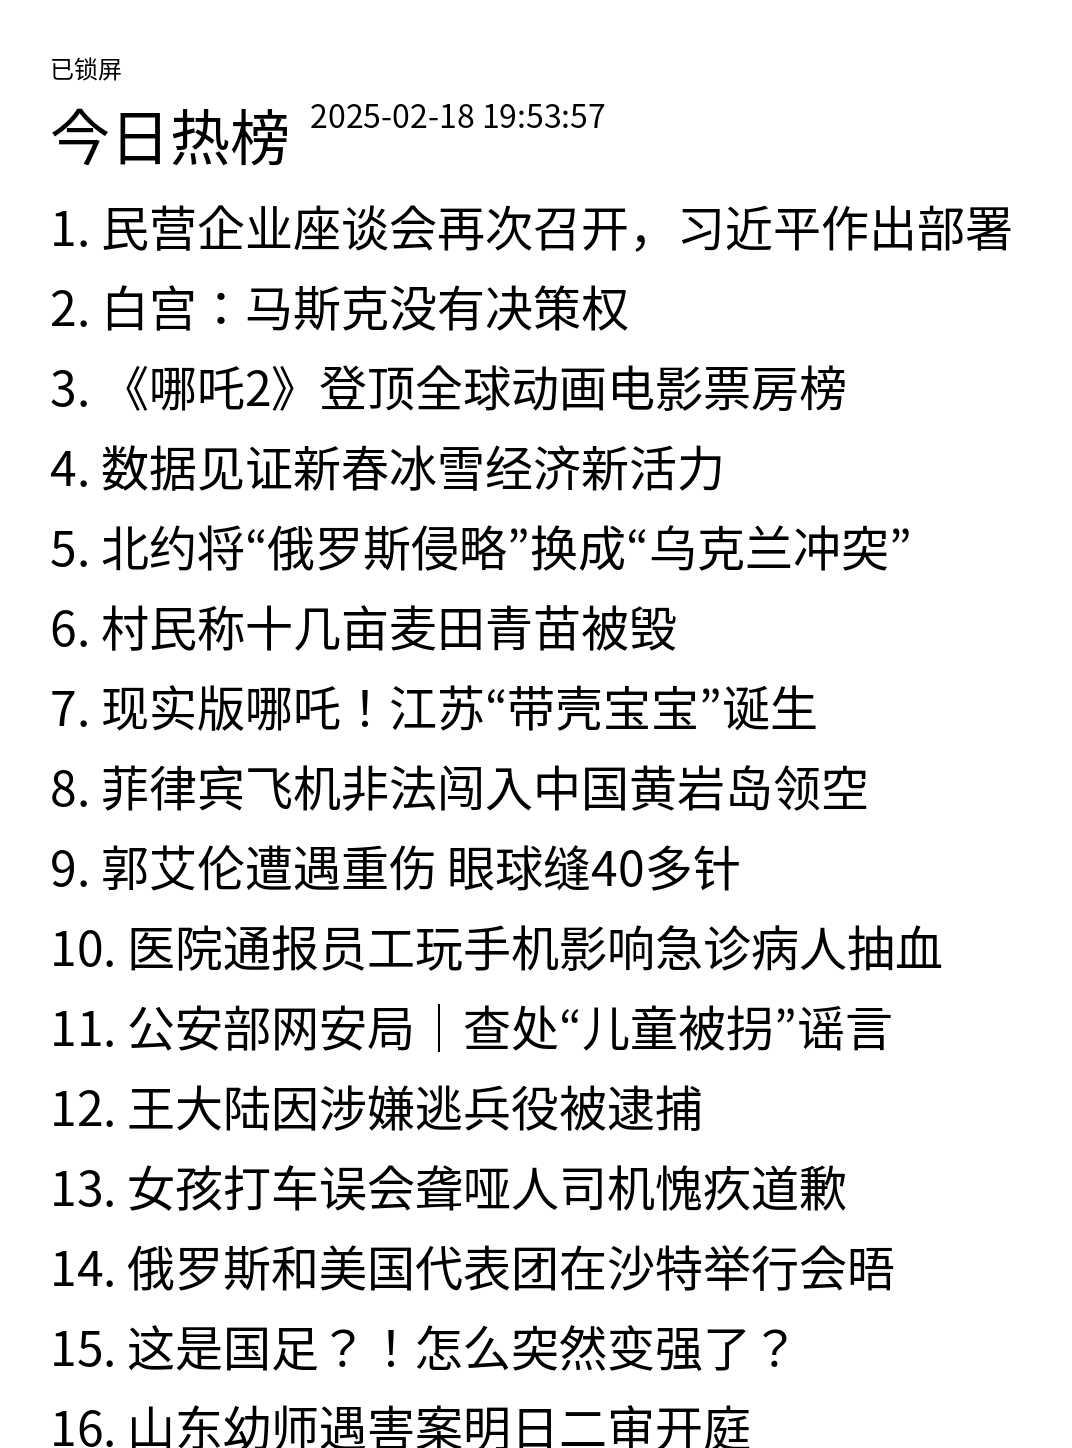 已锁屏
今日热榜 2025-02-18 19:53:57
1. 民营企业座谈会再次召开，习近平作出部署
2. 白宫：马斯克没有决策权
3. 《哪吒2》登顶全球动画电影票房榜
4. 数据见证新春冰雪经济新活力
5. 北约将“俄罗斯侵略”换成“乌克兰冲突”
6. 村民称十几亩麦田青苗被毁
7. 现实版哪吒！江苏“带壳宝宝”诞生
8. 菲律宾飞机非法闯入中国黄岩岛领空
9. 郭艾伦遭遇重伤 眼球缝40多针
10. 医院通报员工玩手机影响急诊病人抽血
11. 公安部网安局｜查处“儿童被拐”谣言
12. 王大陆因涉嫌逃兵役被逮捕
13. 女孩打车误会聋哑人司机愧疚道歉
14. 俄罗斯和美国代表团在沙特举行会晤
15. 这是国足？！怎么突然变强了？
16. 山东幼师遇害案明日二审开庭